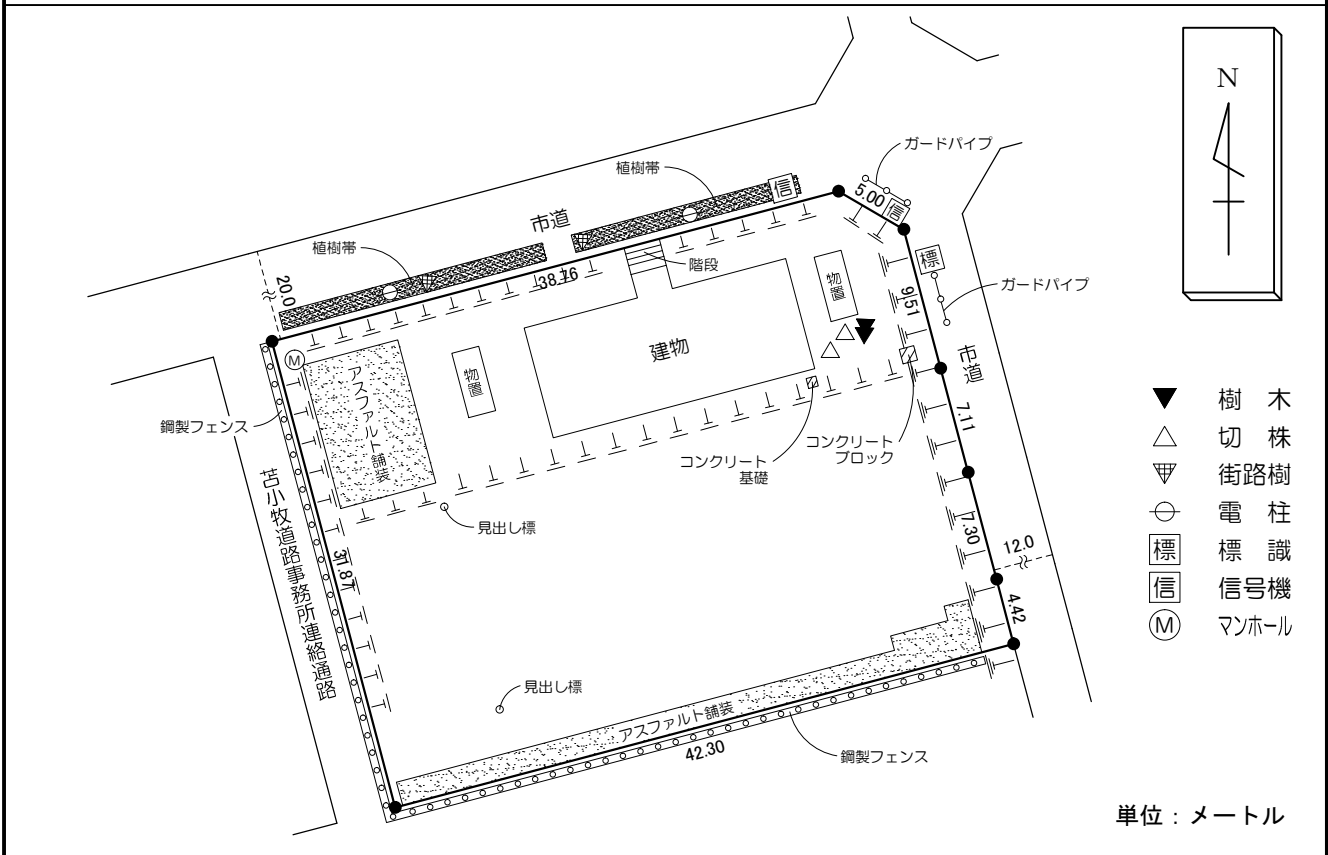 N
ガードパイプ
植樹帯
信
5.00
信
市道
標
植樹帯
階段
ガードパイプ
20.0
38.16
物置
9.51
建物
市道
M
物置
アスファルト舗装
樹 木
切 株
街路樹
電 柱
標 標 識
信 信号機
M マンホール
鋼製フェンス
7.11
コンクリート
ブロック
コンクリート
基礎
苫小牧道路事務所連絡通路
見出し標
7.30
12.0
31.87
4.42
見出し標
アスファルト舗装
42.30
鋼製フェンス
単位：メートル